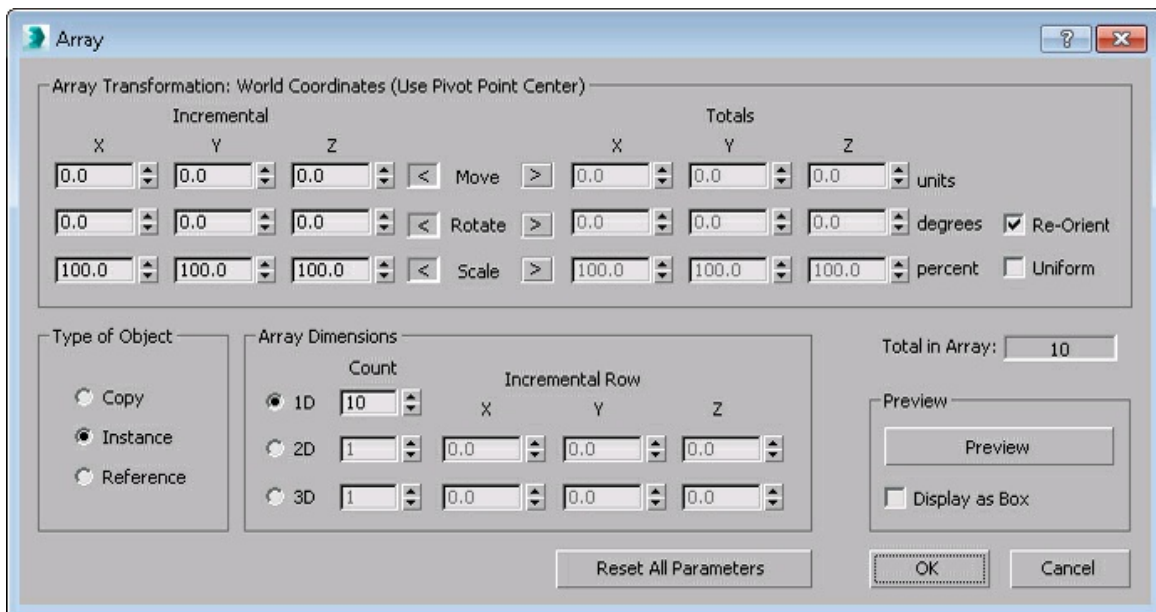 Array
Array Transformation: World Coordinates (Use Pivot Point Center)
Incremental Totals
X Y Z X Y Z
0.0 0.0 0.0 < Move > 0.0 0.0 0.0 units
0.0 0.0 0.0 < Rotate > 0.0 0.0 0.0 degrees Re-Orient
100.0 100.0 100.0 < Scale > 100.0 100.0 100.0 percent Uniform
Type of Object
Copy
Instance
Reference
Array Dimensions
Count
Incremental Row
X Y Z
1D 10
2D 1 0.0 0.0 0.0
3D 1 0.0 0.0 0.0
Total in Array: 10
Preview
Preview
Display as Box
Reset All Parameters
OK
Cancel